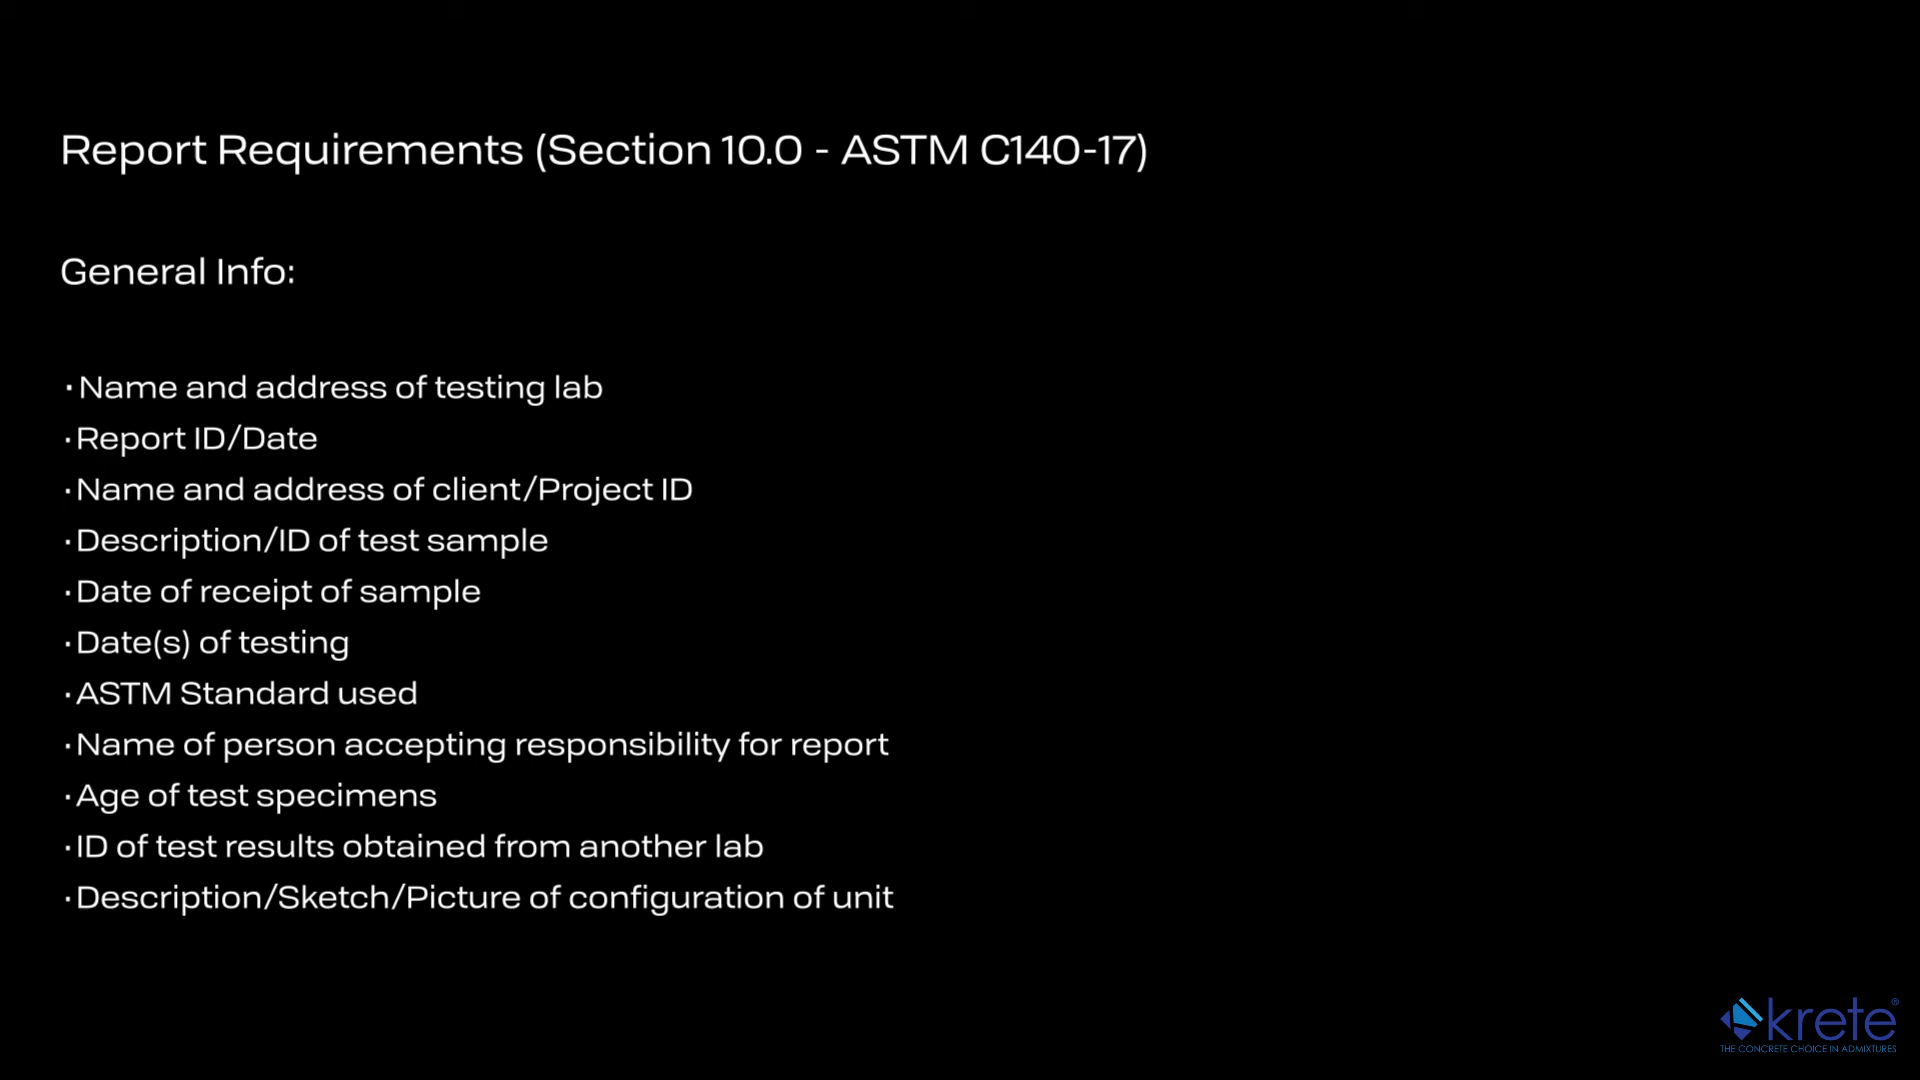 Report Requirements (Section 10.0 - ASTM C140-17)
General Info:
· Name and address of testing lab
· Report ID/Date
· Name and address of client/Project ID
· Description/ID of test sample
· Date of receipt of sample
· Date(s) of testing
· ASTM Standard used
· Name of person accepting responsibility for report
· Age of test specimens
· ID of test results obtained from another lab
· Description/Sketch/Picture of configuration of unit
krete®
THE CONCRETE CHOICE IN ADMIXTURES